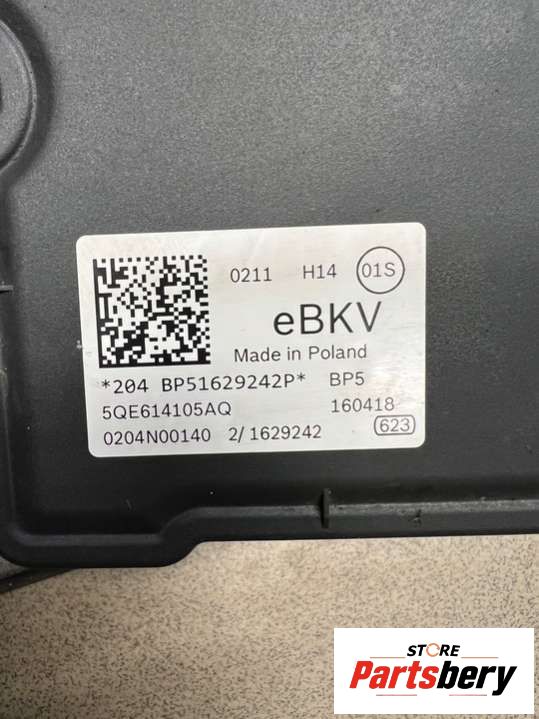 0211 H14 01S
eBKV
Made in Poland
*204 BP51629242P* BP5
5QE614105AQ 160418
0204N00140 2/ 1629242 623
STORE
Partsbery